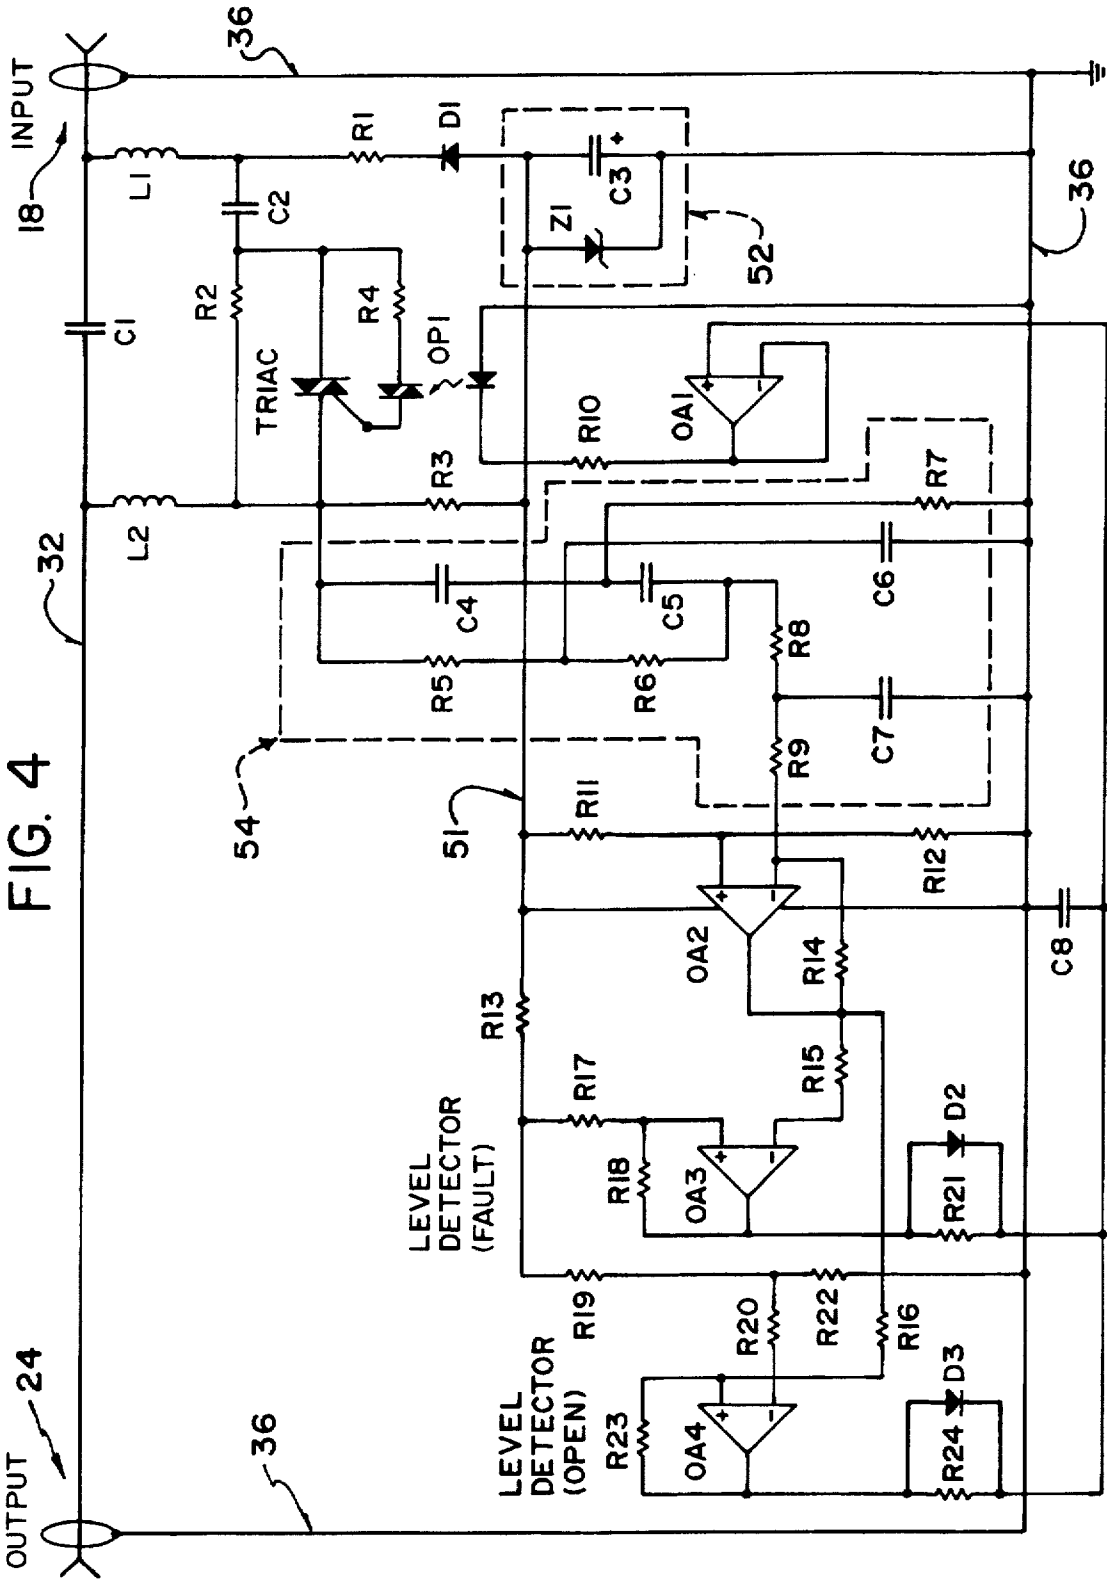 FIG. 4
OUTPUT
24
32
INPUT
18
36
C1
L2
L1
R2
C2
TRIAC
R4
OP1
R1
D1
54
R5
C4
R3
51
Z1
C3
+
52
LEVEL
DETECTOR
(FAULT)
R13
R11
R6
C5
R10
OA1
+
-
LEVEL
DETECTOR
(OPEN)
R19
R17
R18
OA3
+
-
OA2
+
-
R9
R8
36
R23
OA4
+
-
R20
R22
R15
R14
C7
C6
R7
R16
R12
36
R24
D3
R21
D2
C8